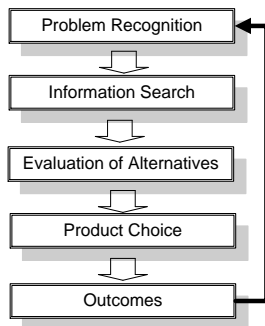 Problem Recognition
Information Search
Evaluation of Alternatives
Product Choice
Outcomes